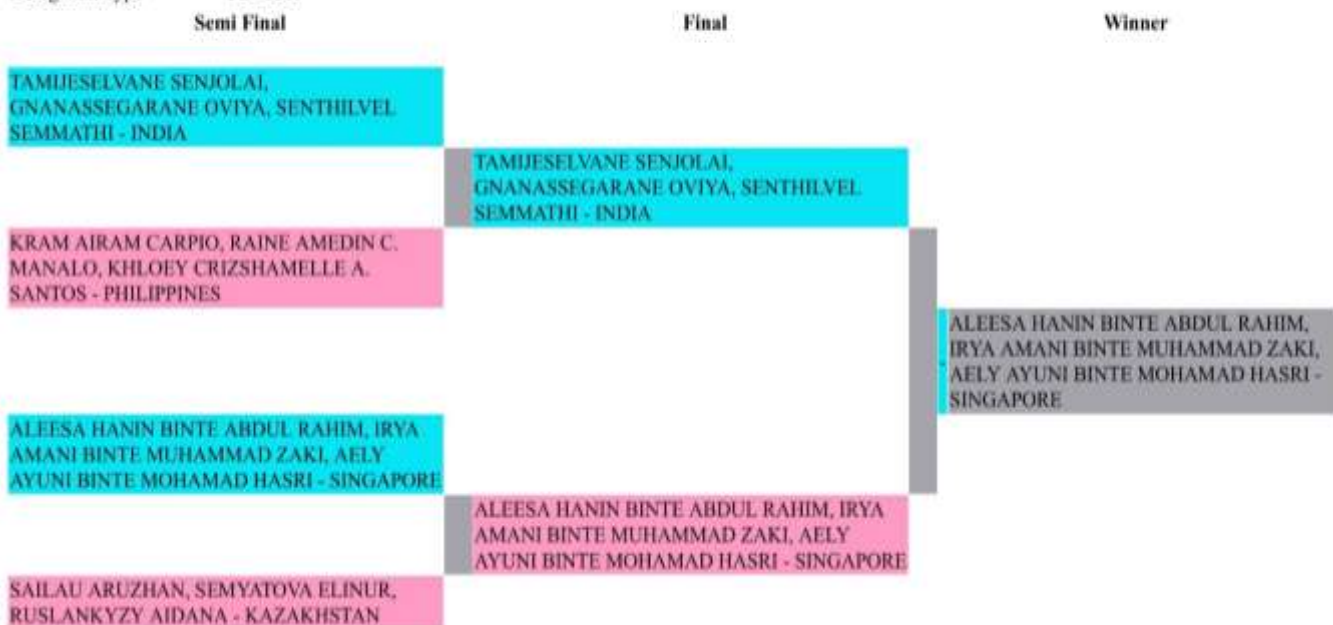 Semi Final
Final
Winner
TAMIJESELVANE SENJOLAI,
GNANASSEGARANE OVIYA, SENTHILVEL
SEMMATHI - INDIA
TAMIJESELVANE SENJOLAI,
GNANASSEGARANE OVIYA, SENTHILVEL
SEMMATHI - INDIA
KRAM AIRAM CARPIO, RAINE AMEDIN C.
MANALO, KHLOEY CRIZSHAMELLE A.
SANTOS - PHILIPPINES
ALEESA HANIN BINTE ABDUL RAHIM,
IRYA AMANI BINTE MUHAMMAD ZAKI,
AELY AYUNI BINTE MOHAMAD HASRI -
SINGAPORE
ALEESA HANIN BINTE ABDUL RAHIM, IRYA
AMANI BINTE MUHAMMAD ZAKI, AELY
AYUNI BINTE MOHAMAD HASRI - SINGAPORE
ALEESA HANIN BINTE ABDUL RAHIM, IRYA
AMANI BINTE MUHAMMAD ZAKI, AELY
AYUNI BINTE MOHAMAD HASRI - SINGAPORE
SAILAU ARUZHAN, SEMYATOVA ELINUR,
RUSLANKYZY AIDANA - KAZAKHSTAN